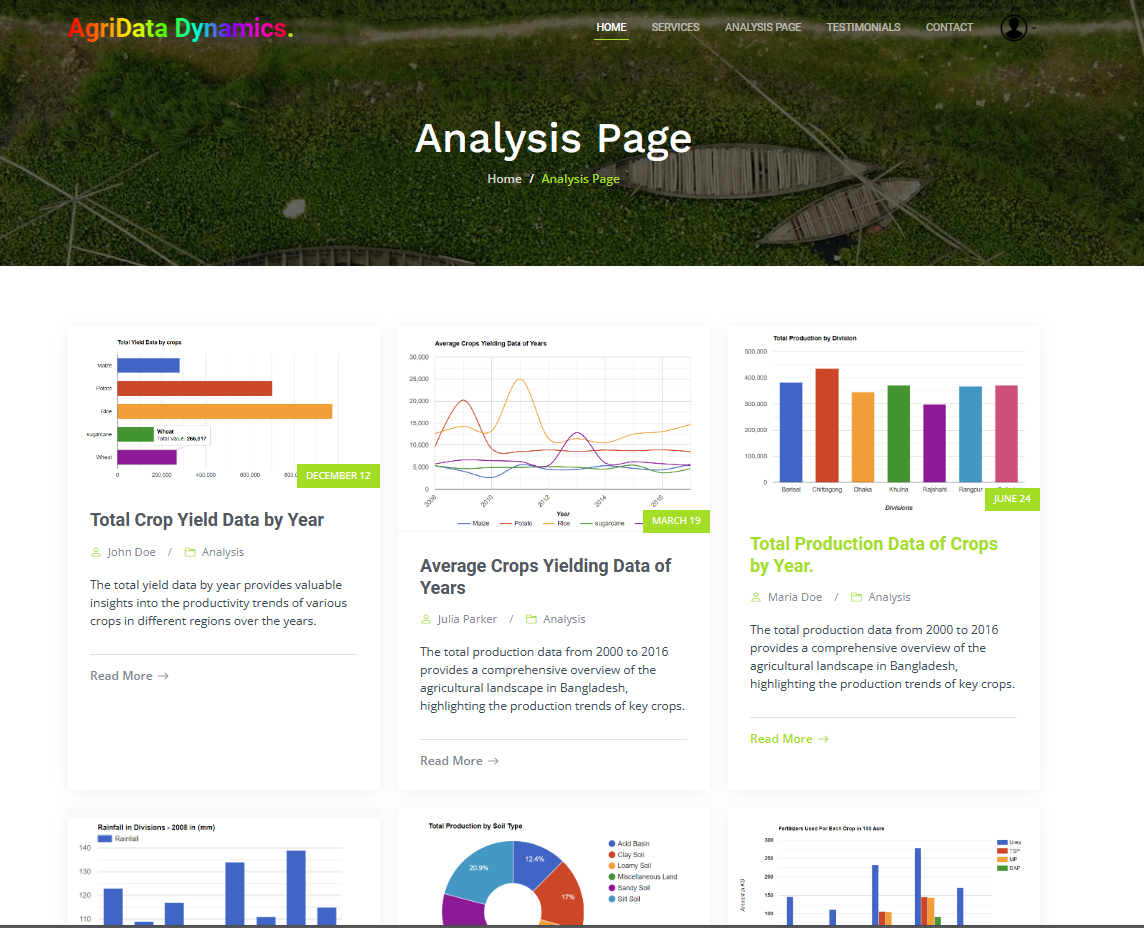 AgriData Dynamics.
HOME SERVICES ANALYSIS PAGE TESTIMONIALS CONTACT
Analysis Page
Home / Analysis Page
Total Yield Data by crops
Maize
Potato
Rice
sugarcane
Wheat
Wheat
Total Value: 266,817
0 200,000 400,000 600,000
DECEMBER 12
Total Crop Yield Data by Year
John Doe / Analysis
The total yield data by year provides valuable
insights into the productivity trends of various
crops in different regions over the years.
Read More →
Average Crops Yielding Data of Years
30,000
25,000
20,000
15,000
10,000
5,000
0
2008 2010 2012 2014 2016
Year
Maize Potato Rice sugarcane
MARCH 19
Average Crops Yielding Data of
Years
Julia Parker / Analysis
The total production data from 2000 to 2016
provides a comprehensive overview of the
agricultural landscape in Bangladesh,
highlighting the production trends of key crops.
Read More →
Total Production by Division
500,000
400,000
300,000
200,000
100,000
0
Barisal Chittagong Dhaka Khulna Rajshahi Rangpur
Divisions
JUNE 24
Total Production Data of Crops
by Year.
Maria Doe / Analysis
The total production data from 2000 to 2016
provides a comprehensive overview of the
agricultural landscape in Bangladesh,
highlighting the production trends of key crops.
Read More →
Rainfall in Divisions - 2008 in (mm)
Rainfall
140
130
120
110
Total Production by Soil Type
20.9%
12.4%
17%
Acid Basin
Clay Soil
Loamy Soil
Miscellaneous Land
Sandy Soil
Silt Soil
Fertilizers Used For Each Crop in 100 Acre
300
250
200
150
100
Amount in KG
Urea
TSP
MP
DAP